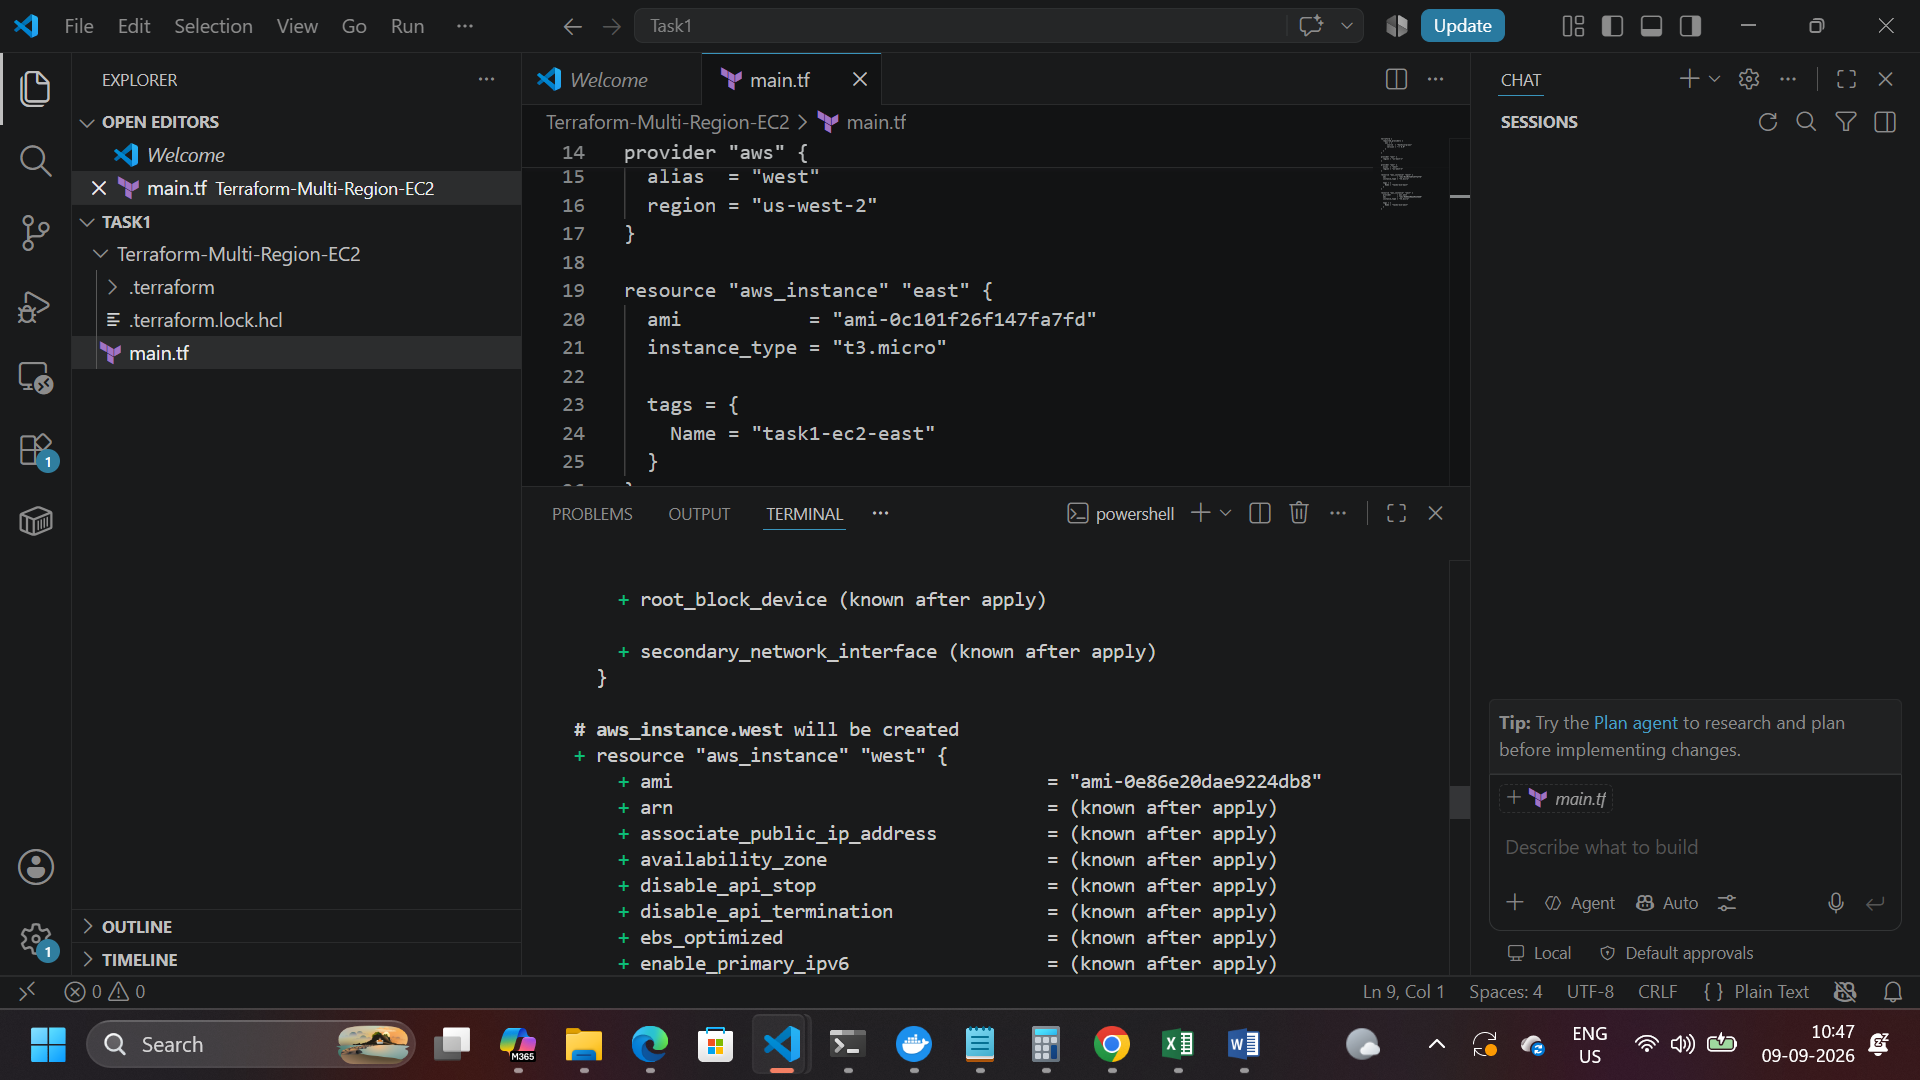 File Edit Selection View Go Run
Task1
Update
EXPLORER
OPEN EDITORS
Welcome
main.tf Terraform-Multi-Region-EC2
TASK1
Terraform-Multi-Region-EC2
.terraform
.terraform.lock.hcl
main.tf
OUTLINE
TIMELINE
1
1
Welcome
main.tf
Terraform-Multi-Region-EC2 > main.tf
14 provider "aws" {
15 alias = "west"
16 region = "us-west-2"
17 }
18
19 resource "aws_instance" "east" {
20 ami = "ami-0c101f26f147fa7fd"
21 instance_type = "t3.micro"
22
23 tags = {
24 Name = "task1-ec2-east"
25 }
PROBLEMS OUTPUT TERMINAL
powershell
+ root_block_device (known after apply)
+ secondary_network_interface (known after apply)
}
# aws_instance.west will be created
+ resource "aws_instance" "west" {
+ ami = "ami-0e86e20dae9224db8"
+ arn = (known after apply)
+ associate_public_ip_address = (known after apply)
+ availability_zone = (known after apply)
+ disable_api_stop = (known after apply)
+ disable_api_termination = (known after apply)
+ ebs_optimized = (known after apply)
+ enable_primary_ipv6 = (known after apply)
CHAT
SESSIONS
Tip: Try the Plan agent to research and plan
before implementing changes.
main.tf
Describe what to build
Agent Auto
Local Default approvals
0 0
Ln 9, Col 1 Spaces: 4 UTF-8 CRLF { } Plain Text
Search
M365
ENG
US
10:47
09-09-2026